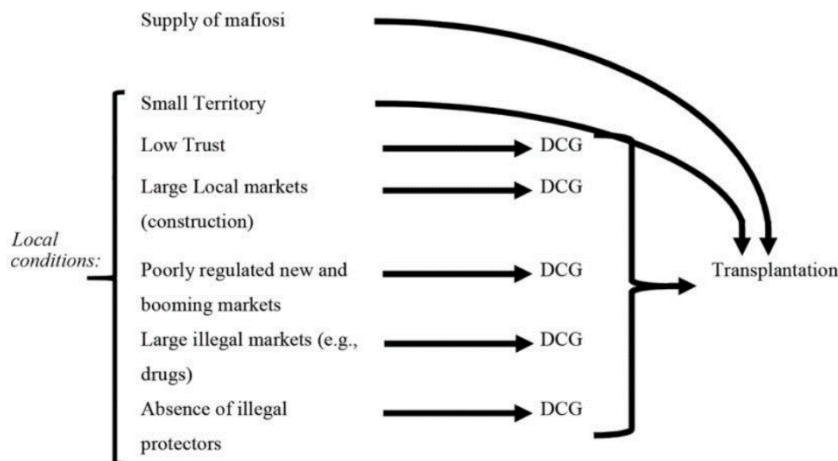 Supply of mafiosi
Small Territory
Low Trust
DCG
Large Local markets
(construction)
DCG
Local
conditions:
Poorly regulated new and
booming markets
DCG
Transplantation
Large illegal markets (e.g.,
drugs)
DCG
Absence of illegal
protectors
DCG